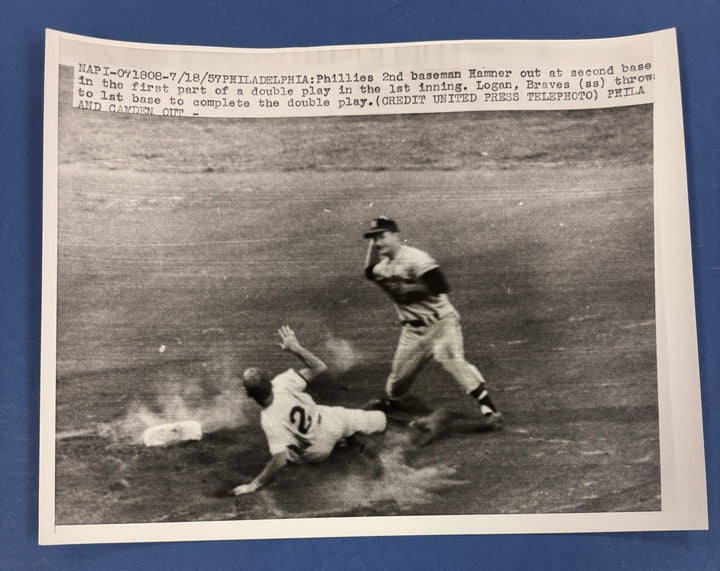 NAPI-071808-7/18/57PHILADELPHIA:Phillies 2nd baseman Hamner out at second base
in the first part of a double play in the 1st inning. Logan, Braves (ss) throws
to 1st base to complete the double play.(CREDIT UNITED PRESS TELEPHOTO) PHILA
AND CAMDEN OUT -
2